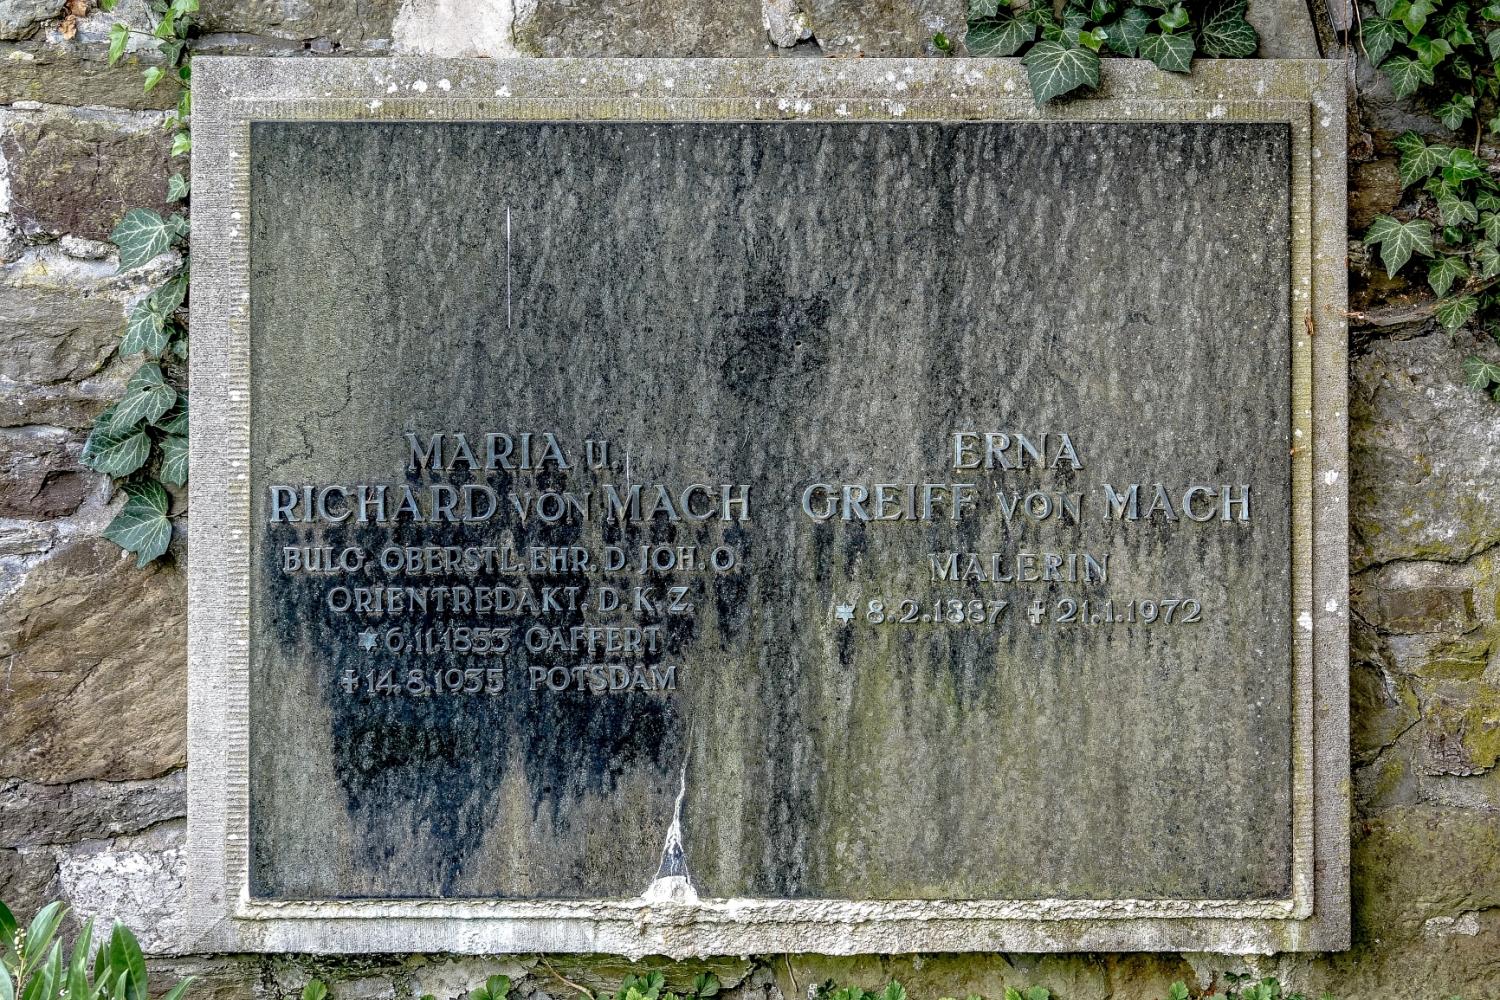 MARIA u.
RICHARD VON MACH
BULG. OBERSTL. EHR. D. JOH. O
ORIENTREDAKT. D. K. Z.
* 6.11.1853 GAFFERT
✝ 14.8.1935 POTSDAM
ERNA
GREIFF VON MACH
MALERIN
* 8.2.1887 ✝ 21.1.1972